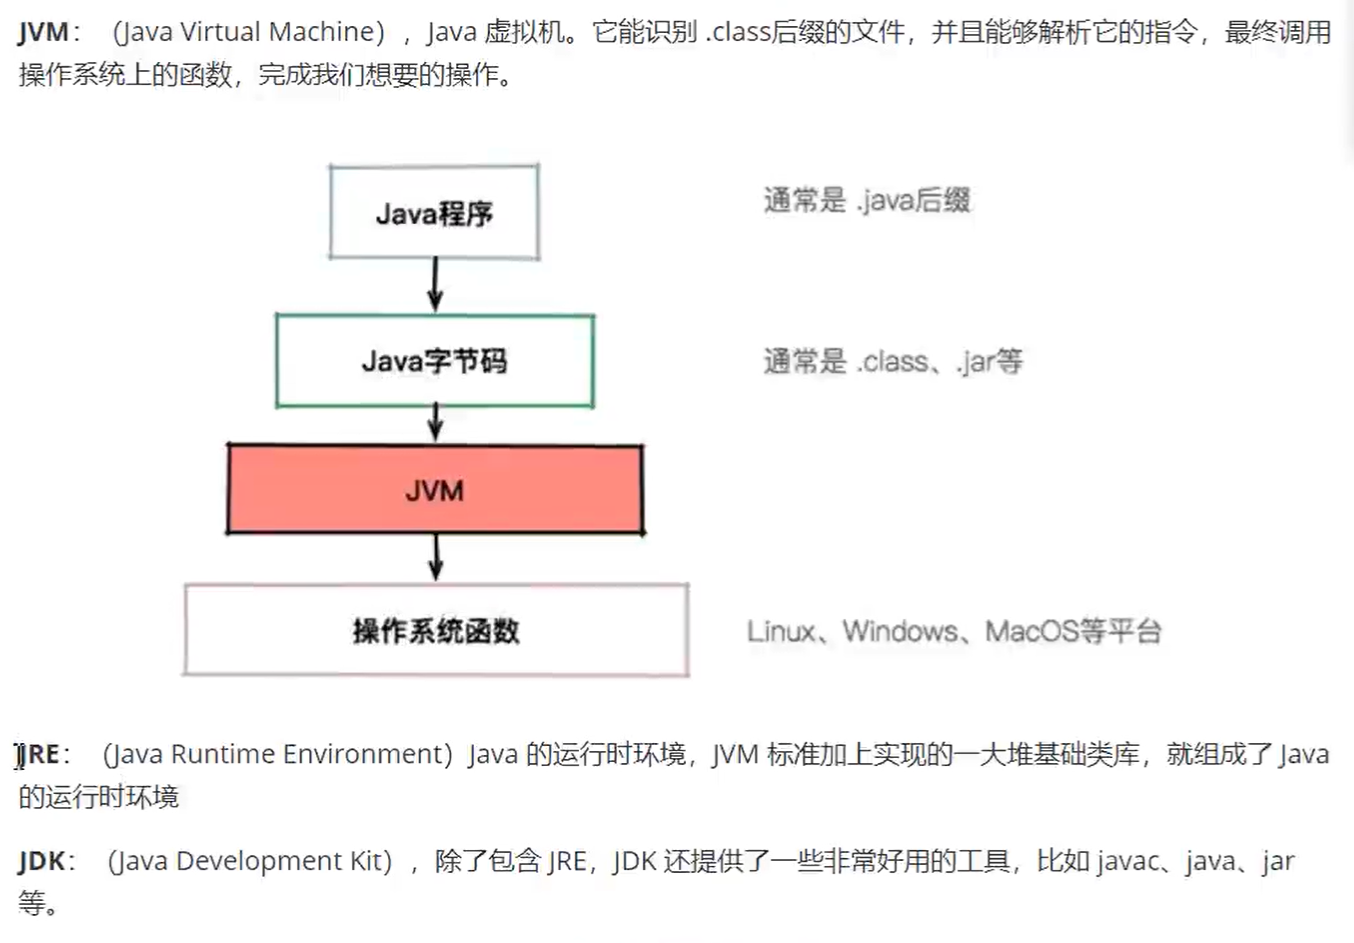 JVM：（Java Virtual Machine），Java 虚拟机。它能识别 .class后缀的文件，并且能够解析它的指令，最终调用
操作系统上的函数，完成我们想要的操作。
Java程序
通常是 .java后缀
Java字节码
通常是 .class、.jar等
JVM
操作系统函数
Linux、Windows、MacOS等平台
JRE：（Java Runtime Environment）Java 的运行时环境，JVM 标准加上实现的一大堆基础类库，就组成了 Java
的运行时环境
JDK：（Java Development Kit），除了包含 JRE，JDK 还提供了一些非常好用的工具，比如 javac、java、jar
等。